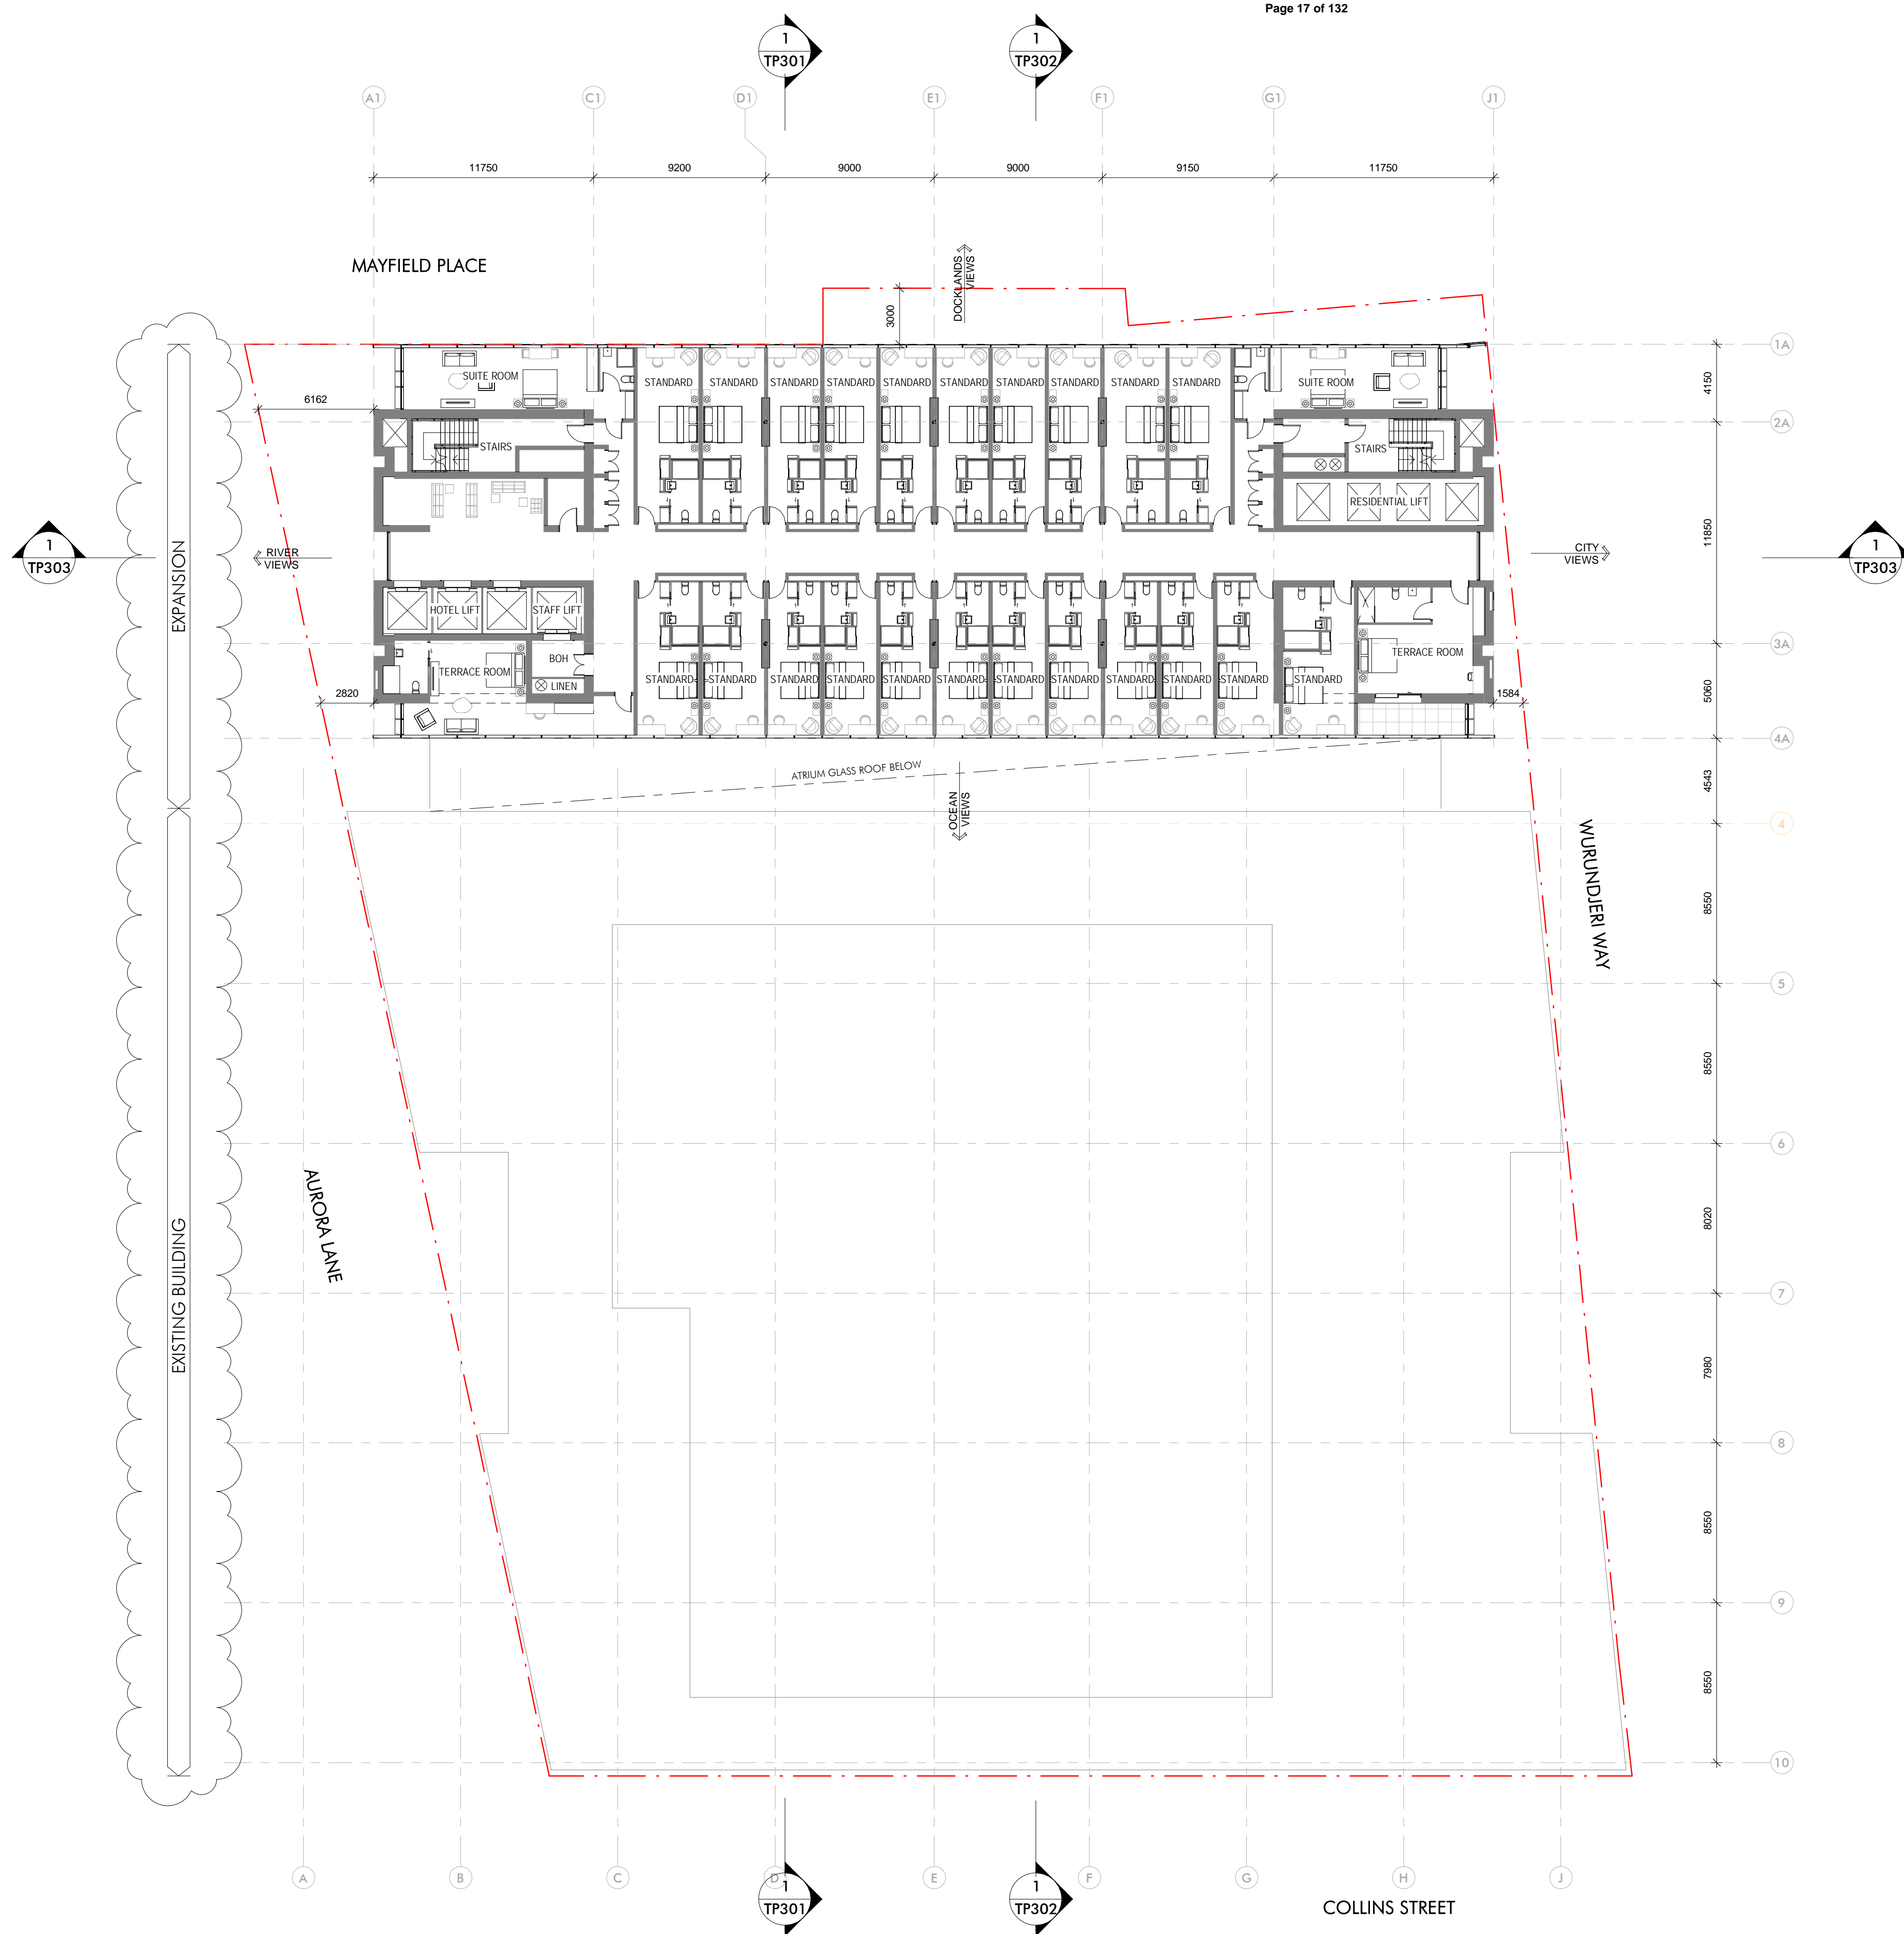 Page 17 of 132
1
TP301
1
TP302
A1
C1
D1
E1
F1
G1
J1
11750
9200
9000
9000
9150
11750
MAYFIELD PLACE
DOCKLANDS
VIEWS
3000
1A
SUITE ROOM
STANDARD
STANDARD
STANDARD
STANDARD
STANDARD
STANDARD
STANDARD
STANDARD
STANDARD
STANDARD
SUITE ROOM
4150
6162
2A
STAIRS
STAIRS
RESIDENTIAL LIFT
1
TP303
EXPANSION
RIVER
VIEWS
CITY
VIEWS
11850
1
TP303
HOTEL LIFT
STAFF LIFT
3A
TERRACE ROOM
BOH
LINEN
TERRACE ROOM
STANDARD
STANDARD
STANDARD
STANDARD
STANDARD
STANDARD
STANDARD
STANDARD
STANDARD
STANDARD
STANDARD
STANDARD
2820
1584
5060
4A
ATRIUM GLASS ROOF BELOW
4543
OCEAN
VIEWS
4
WURUNDJERI WAY
8550
5
8550
6
AURORA LANE
EXISTING BUILDING
8020
7
7980
8
8550
9
8550
10
A
B
C
D
E
F
G
H
J
1
TP301
1
TP302
COLLINS STREET